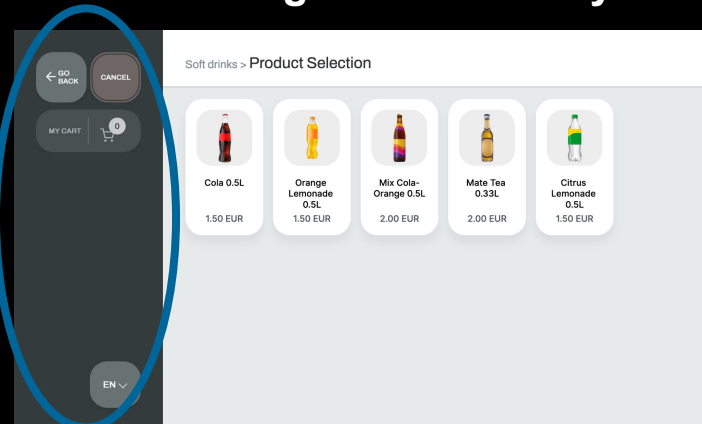 GO
BACK
CANCEL
MY CART
0
Soft drinks > Product Selection
Cola 0.5L
1.50 EUR
Orange
Lemonade
0.5L
1.50 EUR
Mix Cola-
Orange 0.5L
2.00 EUR
Mate Tea
0.33L
2.00 EUR
Citrus
Lemonade
0.5L
1.50 EUR
EN